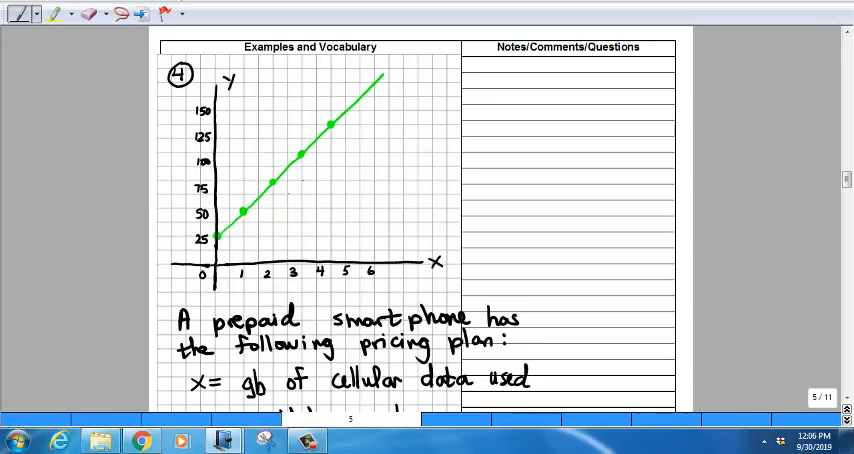 Examples and Vocabulary
Notes/Comments/Questions
4
Y
150
125
100
75
50
25
0 1 2 3 4 5 6
X
A prepaid smartphone has
the following pricing plan:
x= gb of cellular data used
5 / 11
5
12:06 PM
9/30/2019